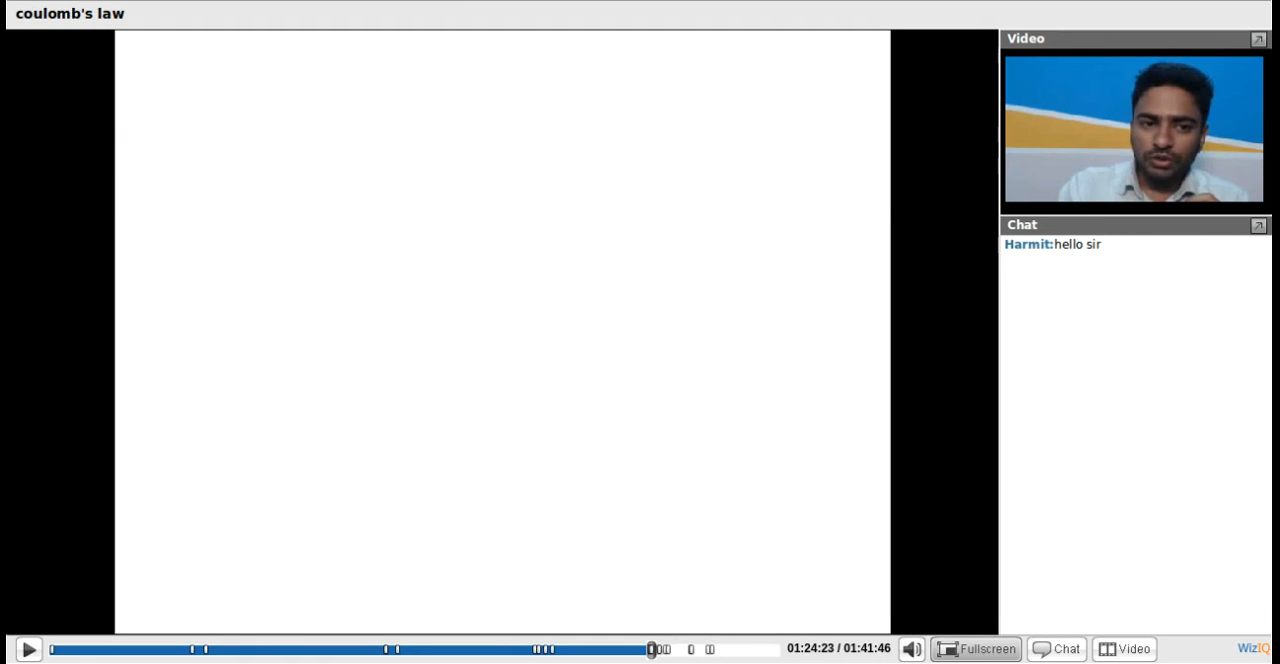 coulomb's law
Video
Chat
Harmit:hello sir
01:24:23 / 01:41:46
Fullscreen
Chat
Video
WizIQ